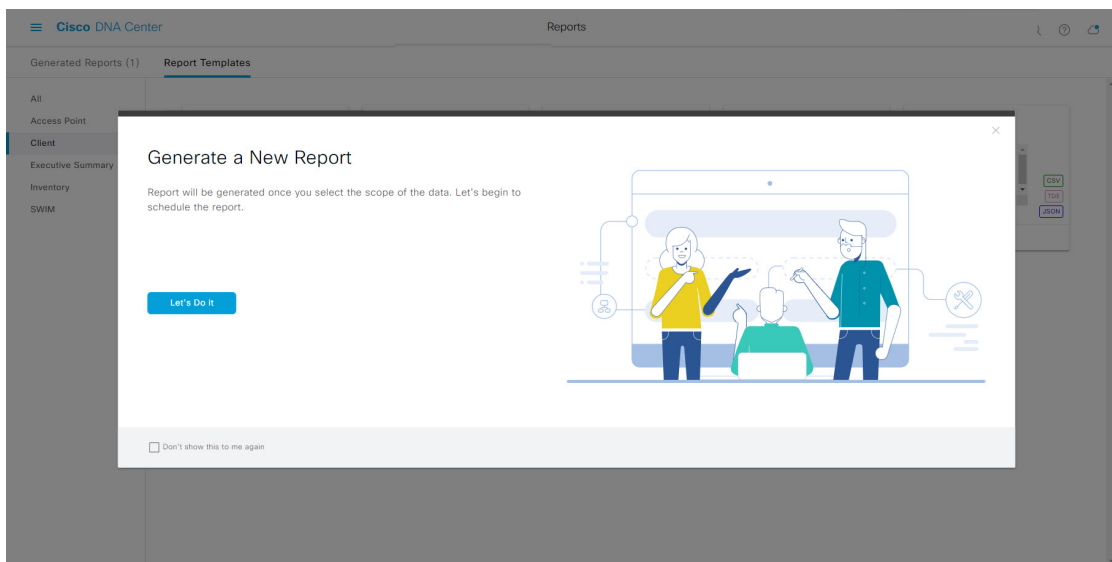 Cisco DNA Center
Reports
Generated Reports (1)
Report Templates
All
Access Point
Client
Executive Summary
Inventory
SWIM
Generate a New Report
Report will be generated once you select the scope of the data. Let's begin to
schedule the report.
Let's Do it
Don't show this to me again
CSV
TDE
JSON